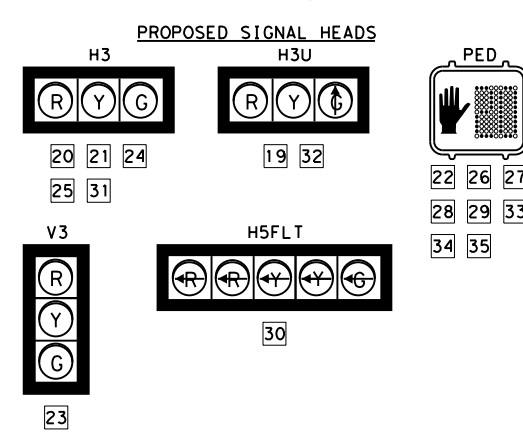 PROPOSED SIGNAL HEADS
H3
R Y G
20 21 24
25 31
H3U
R Y G
19 32
PED
22 26 27
28 29 33
34 35
V3
R
Y
G
23
H5FLT
R R Y Y G
30